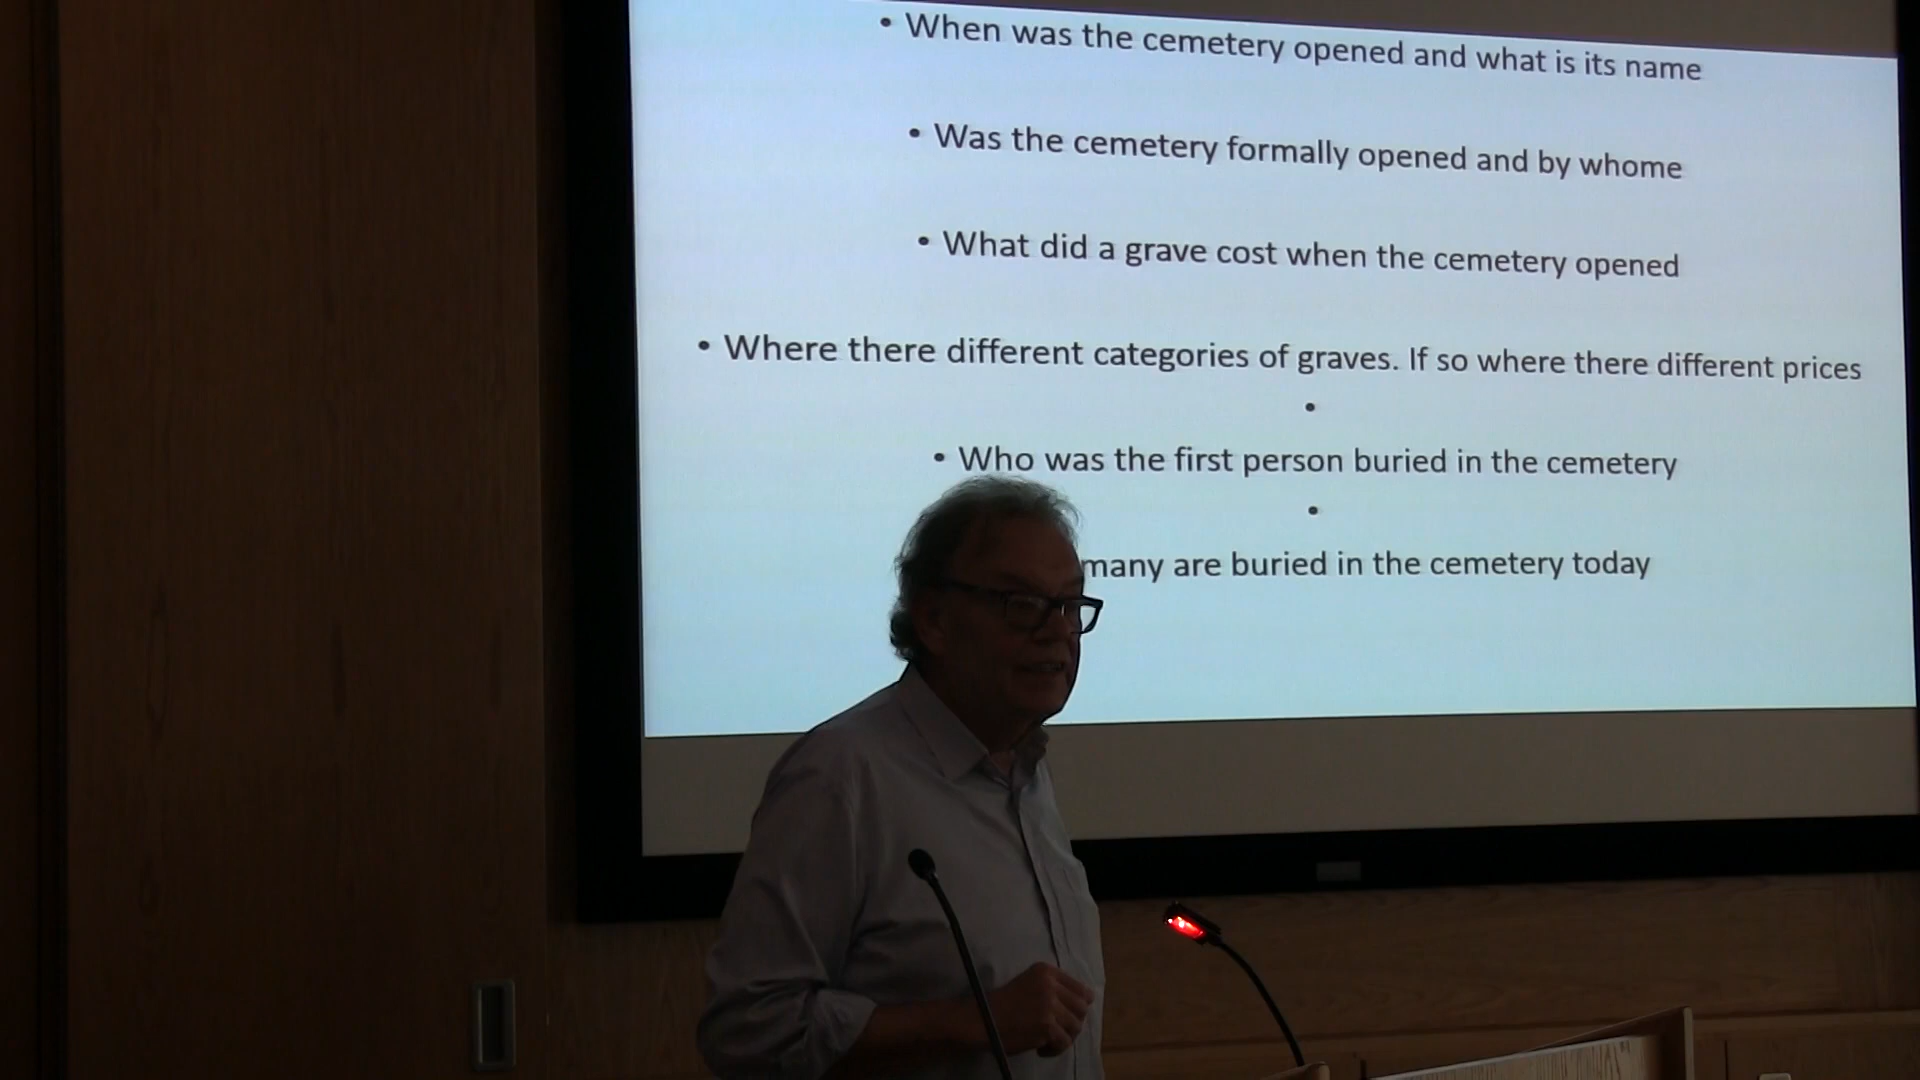 • When was the cemetery opened and what is its name
• Was the cemetery formally opened and by whome
• What did a grave cost when the cemetery opened
• Where there different categories of graves. If so where there different prices
•
• Who was the first person buried in the cemetery
•
many are buried in the cemetery today